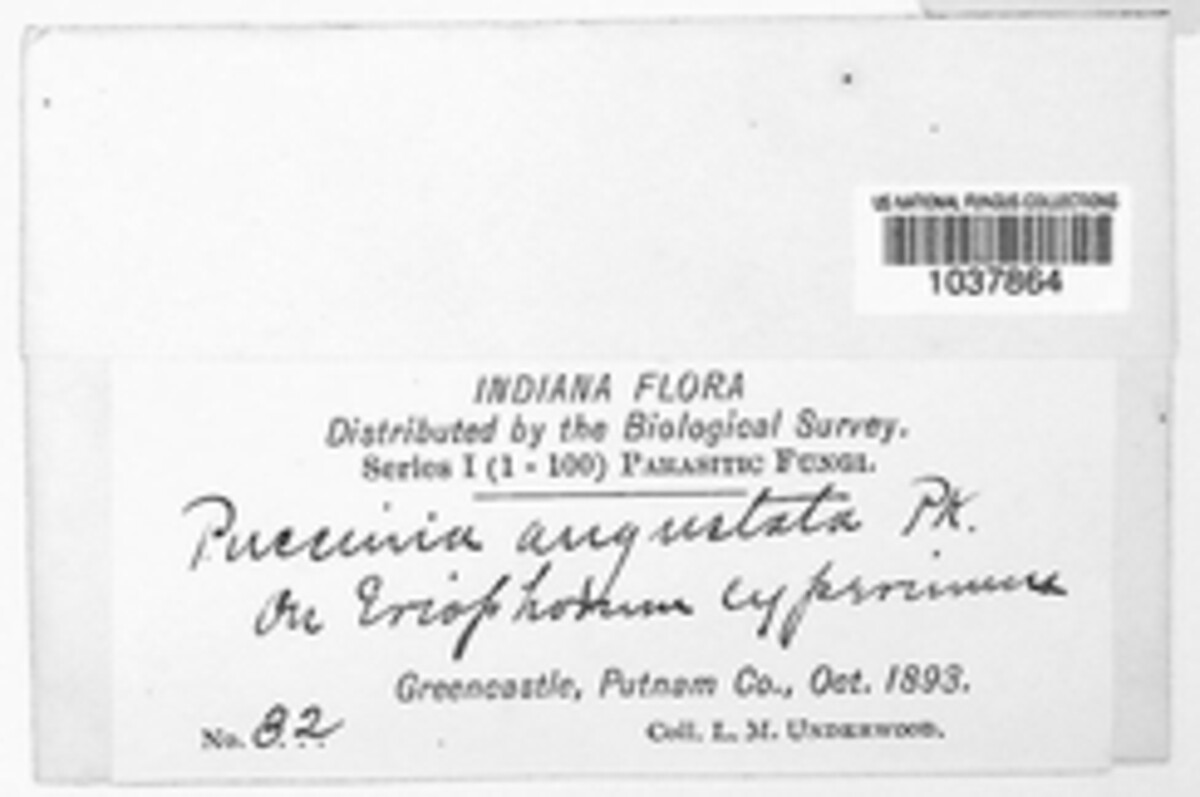 US NATIONAL FUNGUS COLLECTIONS
1037864
INDIANA FLORA
Distributed by the Biological Survey.
Series I (1 - 100) PARASITIC FUNGI.
Puccinia angustata Pk.
On Eriophorum cyperinum
Greencastle, Putnam Co., Oct. 1893.
No. 82
Coll. L. M. UNDERWOOD.